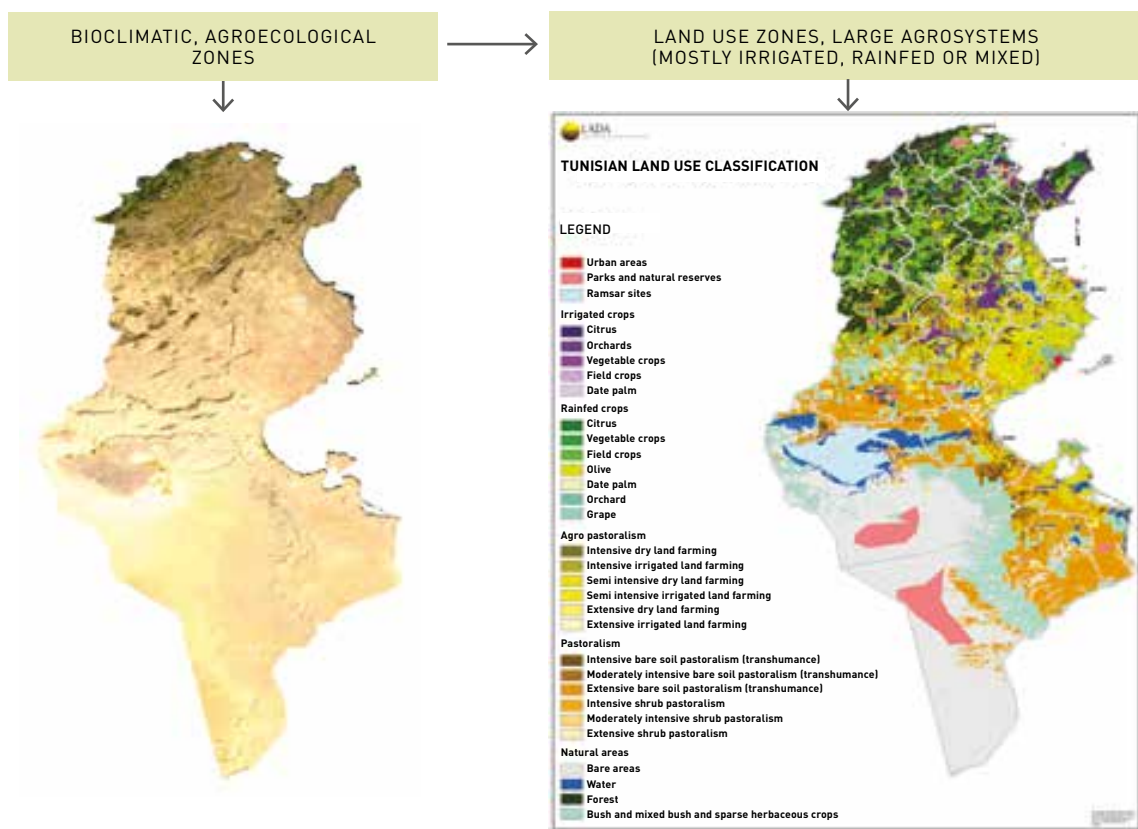 BIOCLIMATIC, AGROECOLOGICAL
ZONES
LAND USE ZONES, LARGE AGROSYSTEMS
(MOSTLY IRRIGATED, RAINFED OR MIXED)
LADA
TUNISIAN LAND USE CLASSIFICATION
LEGEND
Urban areas
Parks and natural reserves
Ramsar sites
Irrigated crops
Citrus
Orchards
Vegetable crops
Field crops
Date palm
Rainfed crops
Citrus
Vegetable crops
Field crops
Olive
Date palm
Orchard
Grape
Agro pastoralism
Intensive dry land farming
Intensive irrigated land farming
Semi intensive dry land farming
Semi intensive irrigated land farming
Extensive dry land farming
Extensive irrigated land farming
Pastoralism
Intensive bare soil pastoralism (transhumance)
Moderately intensive bare soil pastoralism (transhumance)
Extensive bare soil pastoralism (transhumance)
Intensive shrub pastoralism
Moderately intensive shrub pastoralism
Extensive shrub pastoralism
Natural areas
Bare areas
Water
Forest
Bush and mixed bush and sparse herbaceous crops